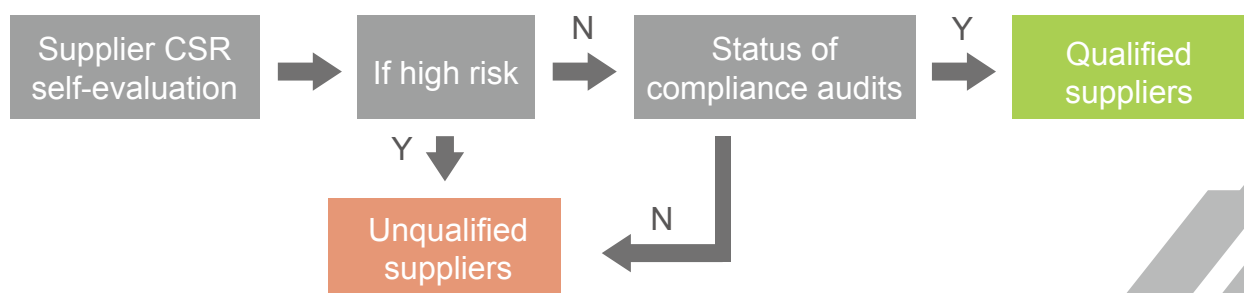 Supplier CSR
self-evaluation
If high risk
N
Status of
compliance audits
Y
Qualified
suppliers
Y
Unqualified
suppliers
N